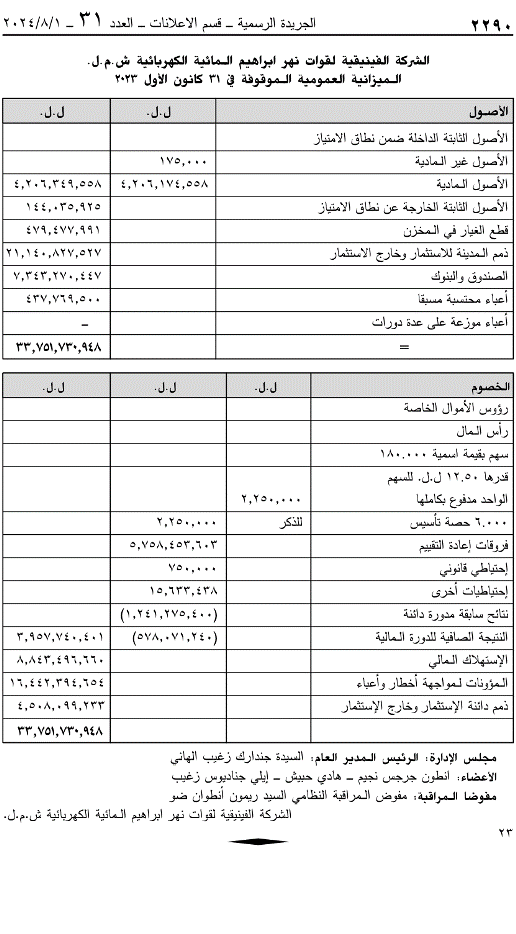 ٢٢٩٠ الجريدة الرسمية ـ قسم الاعلانات ـ العدد ٣١ ـ ٢٠٢٤/٨/١
الشركة الفينيقية لقوات نهر ابراهيم المائية الكهربائية ش.م.ل.
الميزانية العمومية الموقوفة في ٣١ كانون الأول ٢٠٢٣
الأصول ل.ل. ل.ل.
الأصول الثابتة الداخلة ضمن نطاق الامتياز
الأصول غير المادية ١٧٥,٠٠٠
الأصول المادية ٤,٢٠٦,١٧٤,٥٥٨ ٤,٢٠٦,٣٤٩,٥٥٨
الأصول الثابتة الخارجة عن نطاق الامتياز ١٤٤,٠٣٥,٩٢٥
قطع الغيار في المخزن ٤٧٩,٤٧٧,٩٩١
ذمم المدينة للاستثمار وخارج الاستثمار ٢١,١٤٠,٨٢٧,٥٢٧
الصندوق والبنوك ٧,٣٤٣,٢٧٠,٤٤٧
أعباء محتسبة مسبقا ٤٣٧,٧٦٩,٥٠٠
أعباء موزعة على عدة دورات ـ
= ٣٣,٧٥١,٧٣٠,٩٤٨
الخصوم ل.ل. ل.ل. ل.ل.
رؤوس الأموال الخاصة
رأس المال
سهم بقيمة اسمية ١٨٠.٠٠٠
قدرها ١٢.٥٠ ل.ل. للسهم
الواحد مدفوع بكاملها ٢,٢٥٠,٠٠٠
٦.٠٠٠ حصة تأسيس للذكر ٢,٢٥٠,٠٠٠
فروقات إعادة التقييم ٥,٧٥٨,٤٥٣,٦٠٣
إحتياطي قانوني ٧٥٠,٠٠٠
إحتياطيات أخرى ١٥,٦٣٣,٤٣٨
نتائج سابقة مدورة دائنة (١,٢٤١,٢٧٥,٤٠٠)
النتيجة الصافية للدورة المالية (٥٧٨,٠٧١,٢٤٠) ٣,٩٥٧,٧٤٠,٤٠١
الإستهلاك المالي ٨,٨٤٣,٤٩٦,٦٦٠
المؤونات لمواجهة أخطار وأعباء ١٦,٤٤٢,٣٩٤,٦٥٤
ذمم دائنة الإستثمار وخارج الإستثمار ٤,٥٠٨,٠٩٩,٢٣٣
٣٣,٧٥١,٧٣٠,٩٤٨
مجلس الإدارة: الرئيس المدير العام: السيدة جندارك زغيب الهاني
الأعضاء: انطون جرجس نجيم ـ هادي حبيش ـ إيلي جناديوس زغيب
مفوضا المراقبة: مفوض المراقبة النظامي السيد ريمون أنطوان ضو
الشركة الفينيقية لقوات نهر ابراهيم المائية الكهربائية ش.م.ل.
٢٣